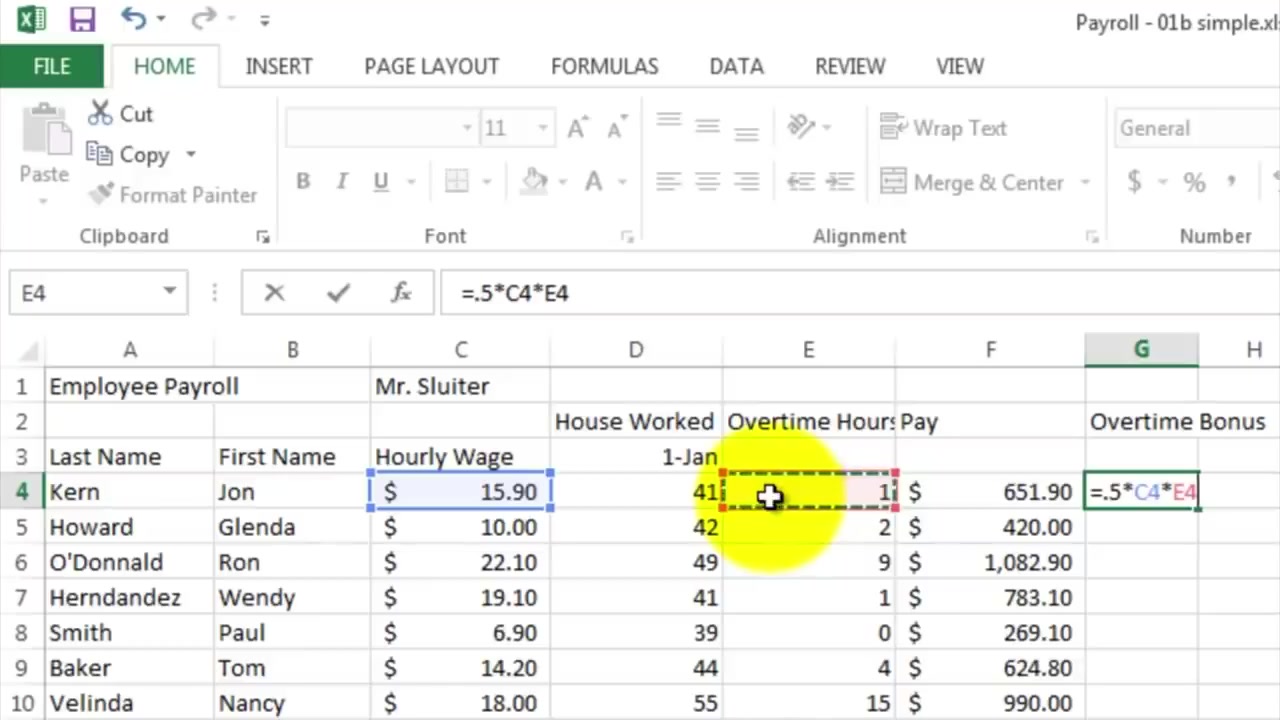 Payroll - 01b simple.xl
FILE HOME INSERT PAGE LAYOUT FORMULAS DATA REVIEW VIEW
Paste
Cut
Copy
Format Painter
Clipboard
11 A A
B I U A
Font
Wrap Text
Merge & Center
Alignment
General
$ % ,
Number
E4 fx =.5*C4*E4
A B C D E F G H
1 Employee Payroll Mr. Sluiter
2 House Worked Overtime Hours Pay Overtime Bonus
3 Last Name First Name Hourly Wage 1-Jan
4 Kern Jon $ 15.90 41 1 $ 651.90 =.5*C4*E4
5 Howard Glenda $ 10.00 42 2 $ 420.00
6 O'Donnald Ron $ 22.10 49 9 $ 1,082.90
7 Herndandez Wendy $ 19.10 41 1 $ 783.10
8 Smith Paul $ 6.90 39 0 $ 269.10
9 Baker Tom $ 14.20 44 4 $ 624.80
10 Velinda Nancy $ 18.00 55 15 $ 990.00